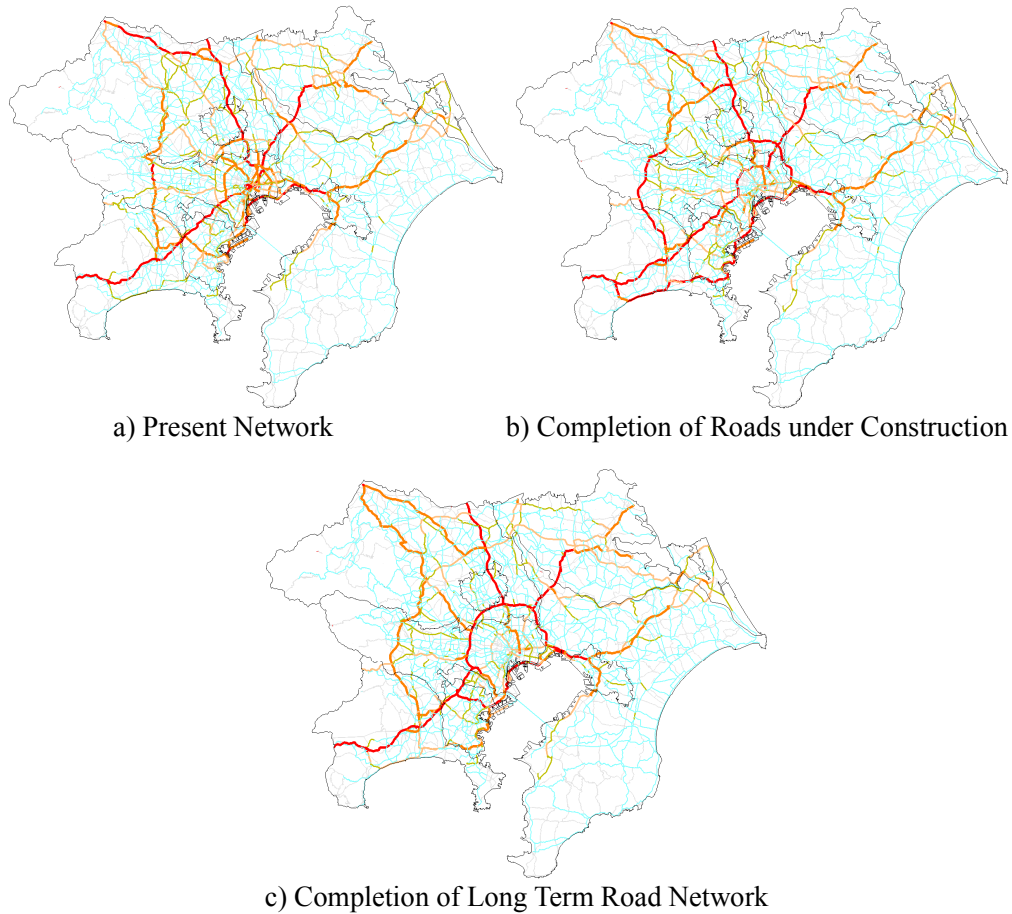 a) Present Network
b) Completion of Roads under Construction
c) Completion of Long Term Road Network